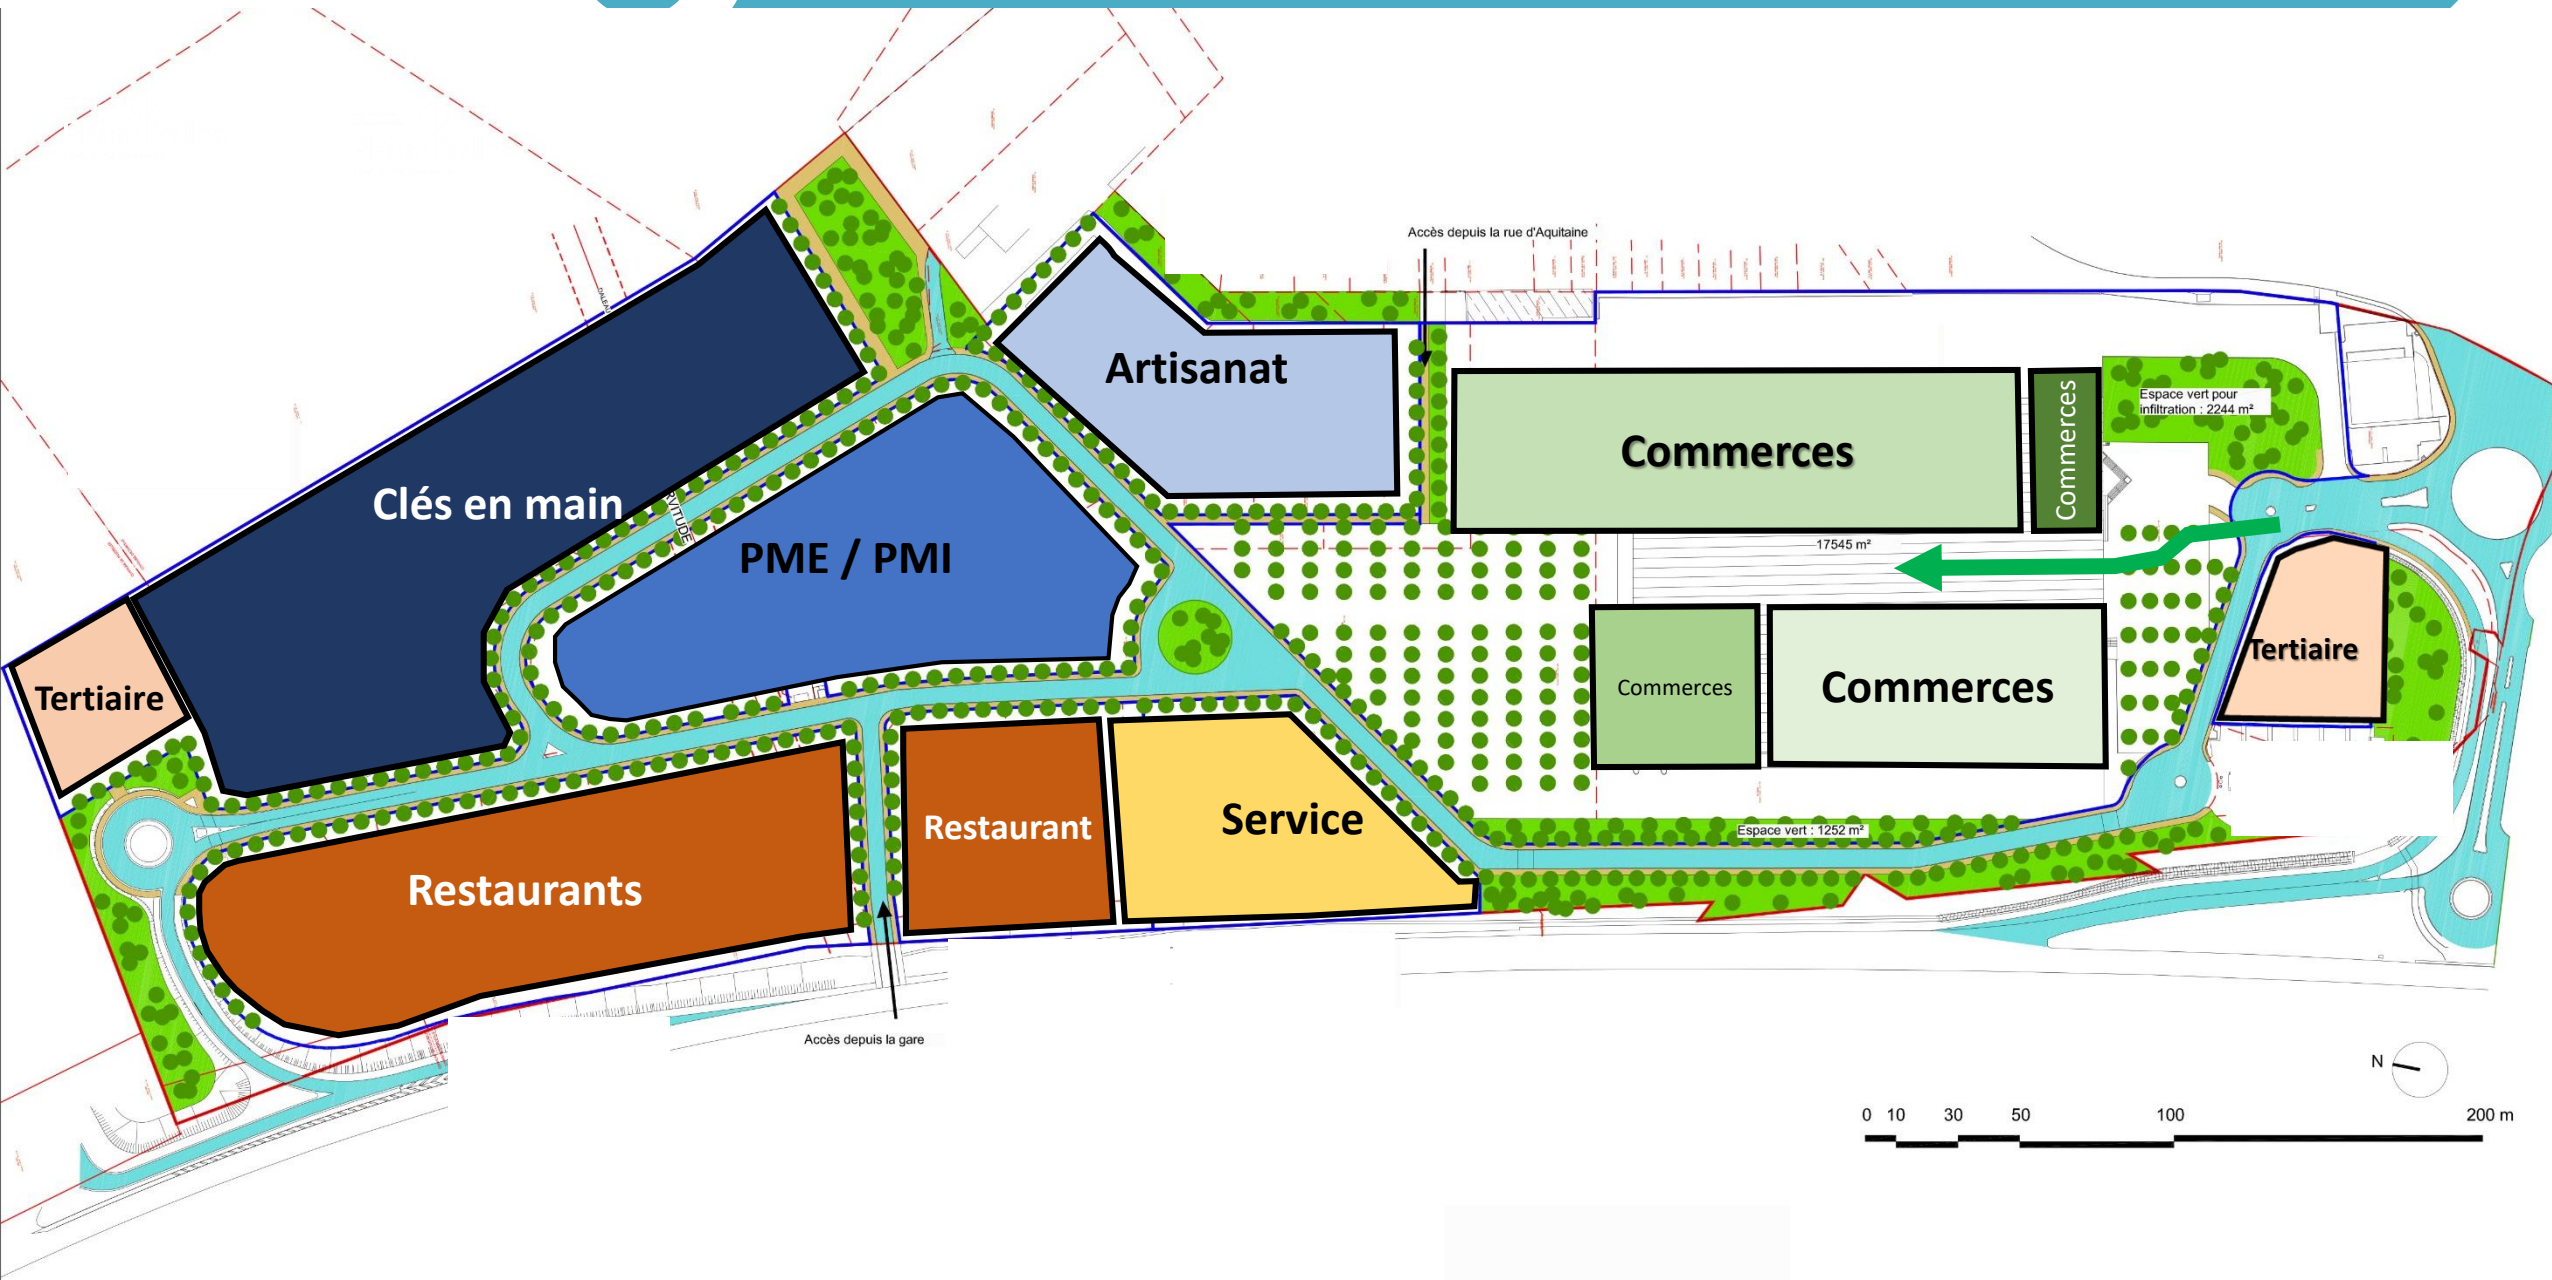 Accès depuis la rue d'Aquitaine
Artisanat
Commerces
Commerces
Espace vert pour
infiltration : 2244 m²
Clés en main
RVITUDE
PME / PMI
17545 m²
Tertiaire
Tertiaire
Commerces
Commerces
Restaurant
Service
Espace vert : 1252 m²
Restaurants
Accès depuis la gare
N
0 10 30 50 100 200 m